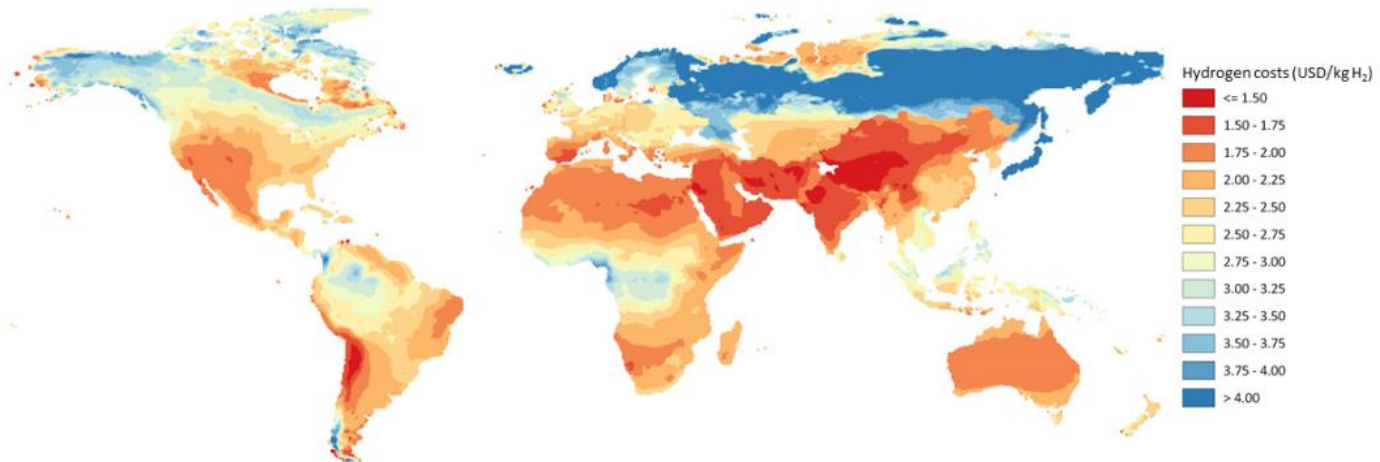 Hydrogen costs (USD/kg H₂)
<= 1.50
1.50 - 1.75
1.75 - 2.00
2.00 - 2.25
2.25 - 2.50
2.50 - 2.75
2.75 - 3.00
3.00 - 3.25
3.25 - 3.50
3.50 - 3.75
3.75 - 4.00
> 4.00